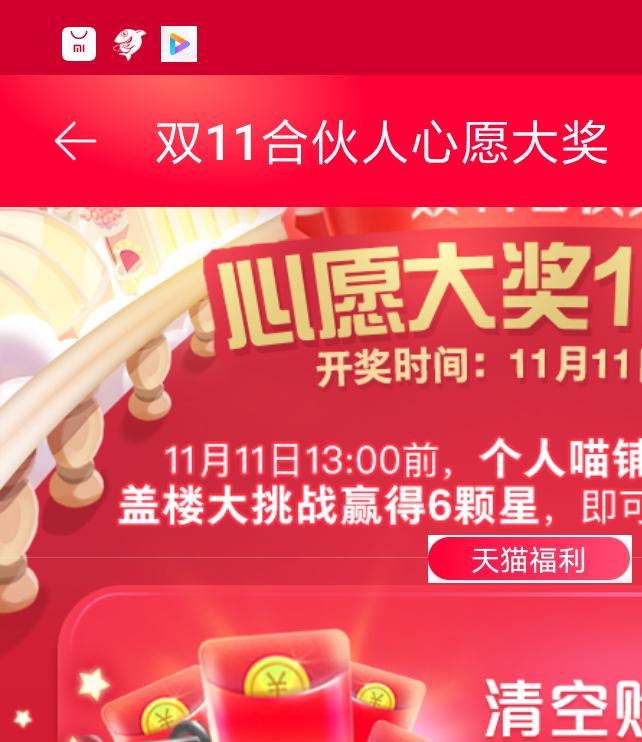 双11合伙人心愿大奖
心愿大奖1
开奖时间：11月11
11月11日13:00前，个人喵铺
盖楼大挑战赢得6颗星，即可
天猫福利
清空购